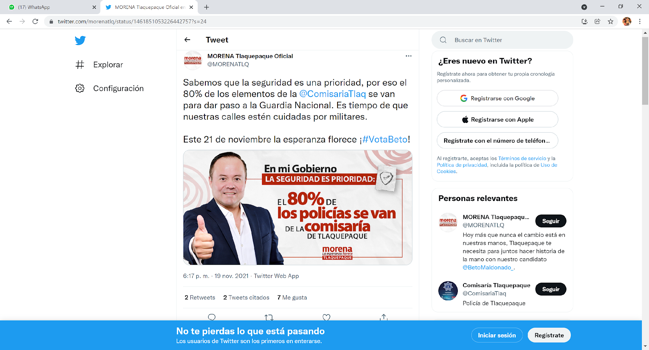 (17) WhatsApp
MORENA Tlaquepaque Oficial en
twitter.com/morenatlq/status/1461851053226442757?s=24
Explorar
Configuración
Tweet
MORENA Tlaquepaque Oficial
@MORENATLQ
Sabemos que la seguridad es una prioridad, por eso el
80% de los elementos de la @ComisariaTlaq se van
para dar paso a la Guardia Nacional. Es tiempo de que
nuestras calles estén cuidadas por militares.
Este 21 de noviembre la esperanza florece ¡#VotaBeto!
En mi Gobierno
LA SEGURIDAD ES PRIORIDAD:
EL 80% DE
los policías se van
DE LA comisaría
DE TLAQUEPAQUE
morena
6:17 p. m. · 19 nov. 2021 · Twitter Web App
2 Retweets 2 Tweets citados 7 Me gusta
Buscar en Twitter
¿Eres nuevo en Twitter?
Regístrate ahora para obtener tu propia cronología
personalizada.
Registrarse con Google
Registrarse con Apple
Regístrate con el número de teléfon...
Al registrarte, aceptas los Términos de servicio y la
Política de privacidad, incluida la política de Uso de
Cookies.
Personas relevantes
MORENA Tlaquepaqu...
@MORENATLQ
Seguir
Hoy más que nunca el cambio está en
nuestras manos, Tlaquepaque te
necesita para juntos hacer historia de
la mano con nuestro candidato
@BetoMaldonado_.
Comisaría Tlaquepaque
@ComisariaTlaq
Seguir
Policía de Tlaquepaque
No te pierdas lo que está pasando
Los usuarios de Twitter son los primeros en enterarse.
Iniciar sesión
Regístrate